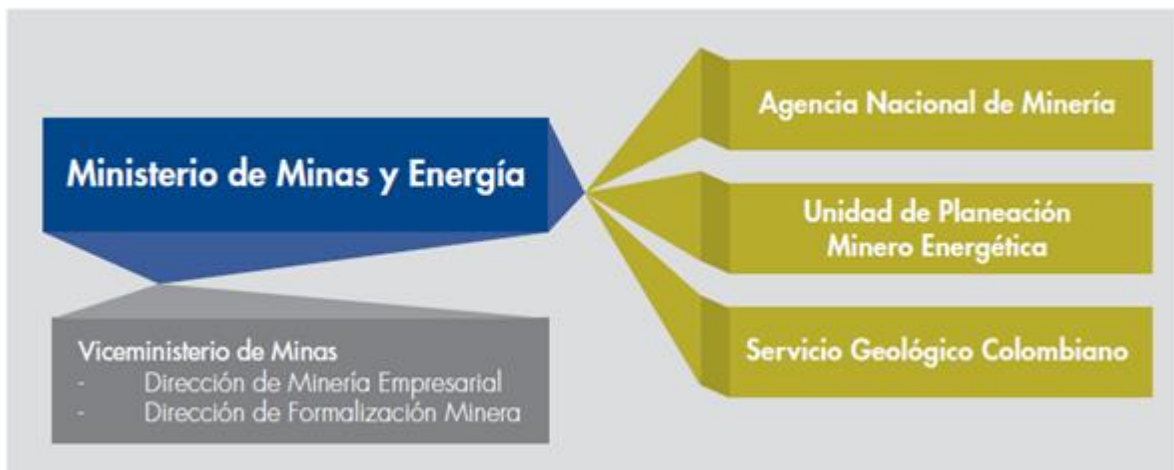 Ministerio de Minas y Energía
Viceministerio de Minas
- Dirección de Minería Empresarial
- Dirección de Formalización Minera
Agencia Nacional de Minería
Unidad de Planeación
Minero Energética
Servicio Geológico Colombiano